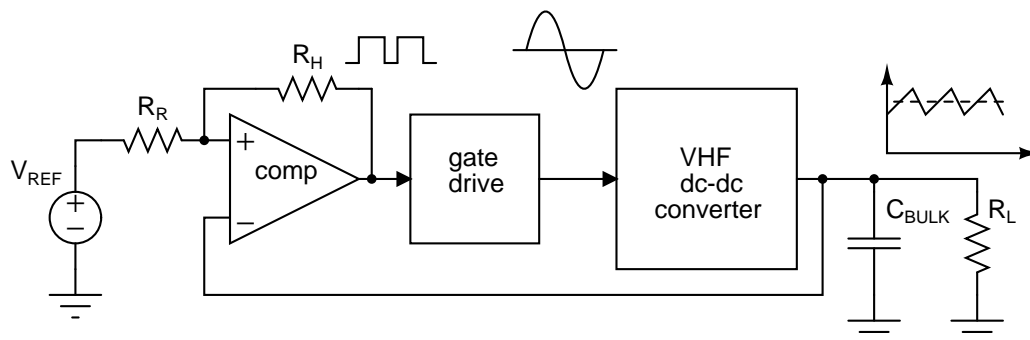 R_H
R_R
V_REF
+
−
+
−
comp
gate
drive
VHF
dc-dc
converter
C_BULK
R_L